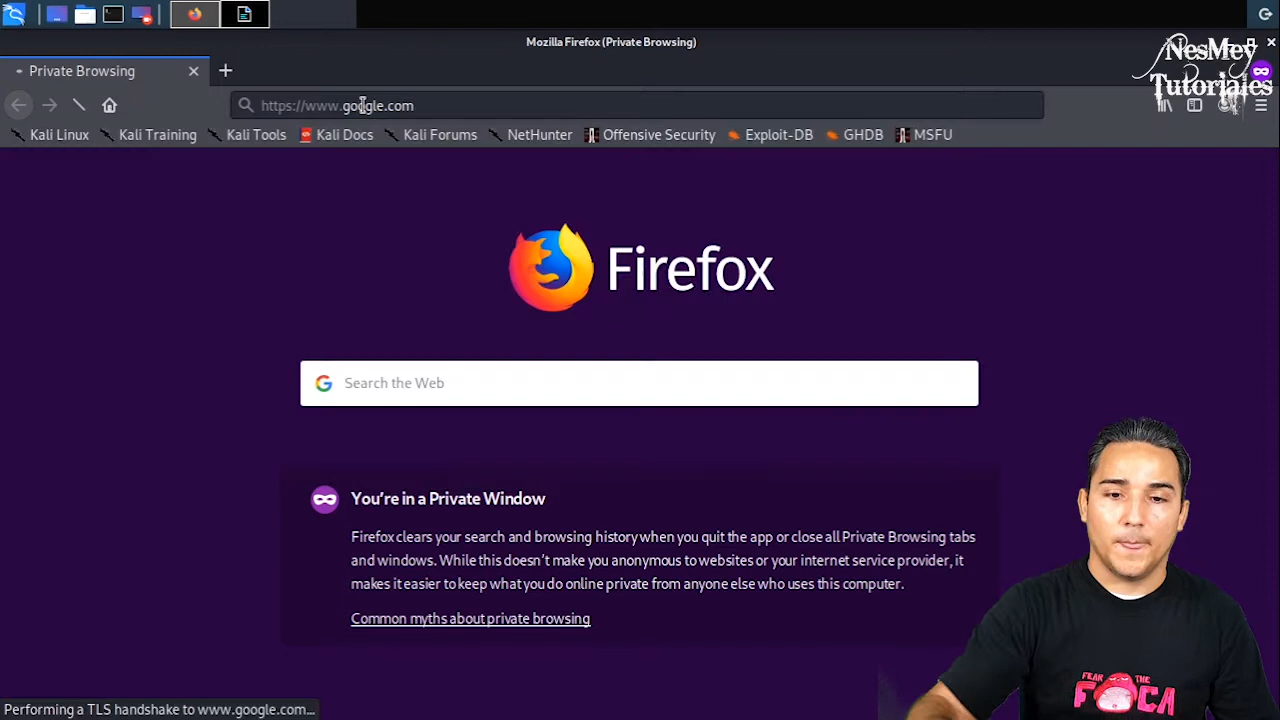 Mozilla Firefox (Private Browsing)
NesMey
Tutoriales
Private Browsing
https://www.google.com
Kali Linux
Kali Training
Kali Tools
Kali Docs
Kali Forums
NetHunter
Offensive Security
Exploit-DB
GHDB
MSFU
Firefox
Search the Web
You're in a Private Window
Firefox clears your search and browsing history when you quit the app or close all Private Browsing tabs
and windows. While this doesn't make you anonymous to websites or your internet service provider, it
makes it easier to keep what you do online private from anyone else who uses this computer.
Common myths about private browsing
FEAR THE
FOCA
Performing a TLS handshake to www.google.com...